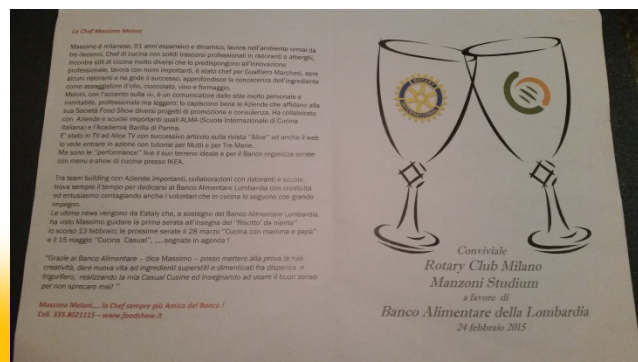 Lo Chef Massimo Meloni
Massimo è milanese, 51 anni espansivo e dinamico, lavora nell'ambiente ormai da
tre decenni. Chef di cucina con solidi trascorsi professionali in ristoranti e alberghi,
incontra stili di cucina molto diversi che lo predispongono all'innovazione
professionale, lavora con nomi importanti, è stato chef per Gualtiero Marchesi, apre
alcuni ristoranti e ne gode il successo, approfondisce la conoscenza dell'ingrediente
come assaggiatore d'olio, cioccolato, vino e formaggio.
Meloni, con l'accento sulla «i», è un comunicatore dallo stile molto personale e
inimitabile, professionale ma leggero: lo capiscono bene le Aziende che affidano alla
sua Società Food Show diversi progetti di promozione e consulenza. Ha collaborato
con Aziende e scuole importanti quali ALMA (Scuola Internazionale di Cucina
Italiana) e l'Academia Barilla di Parma.
E' stato in TV ad Alice TV con successivo articolo sulla rivista "Alice" ed anche il web
lo vede entrare in azione con tutorial per Mutti e per Tre Marie.
Ma sono le "performance" live il suo terreno ideale e per il Banco organizza serate
con menu e show di cucina presso IKEA.
Tra team building con Aziende importanti, collaborazioni con ristoranti e scuole,
trova sempre il tempo per dedicarsi al Banco Alimentare Lombardia con creatività
ed entusiasmo contagiando anche i volontari che in cucina lo seguono con grande
impegno.
Le ultime news vengono da Eataly che, a sostegno del Banco Alimentare Lombardia,
ha visto Massimo guidare la prima serata all'insegna del "Risotto' da niente"
lo scorso 13 febbraio; le prossime serate il 28 marzo "Cucina con mamma e papà"
e il 15 maggio "Cucina Casual", .....segnate in agenda !
"Grazie al Banco Alimentare – dice Massimo – posso mettere alla prova la mia
creatività, dare nuova vita ad ingredienti superstiti e dimenticati fra dispensa e
frigorifero, realizzando la mia Casual Cusine ed insegnando ad usare il buon senso
per non sprecare mai! "
Massimo Meloni.....lo Chef sempre più Amico del Banco !
Cell. 335.8021115 – www.foodshow.it
ROTARY
INTERNATIONAL
Conviviale
Rotary Club Milano
Manzoni Studium
a favore di
Banco Alimentare della Lombardia
24 febbraio 2015